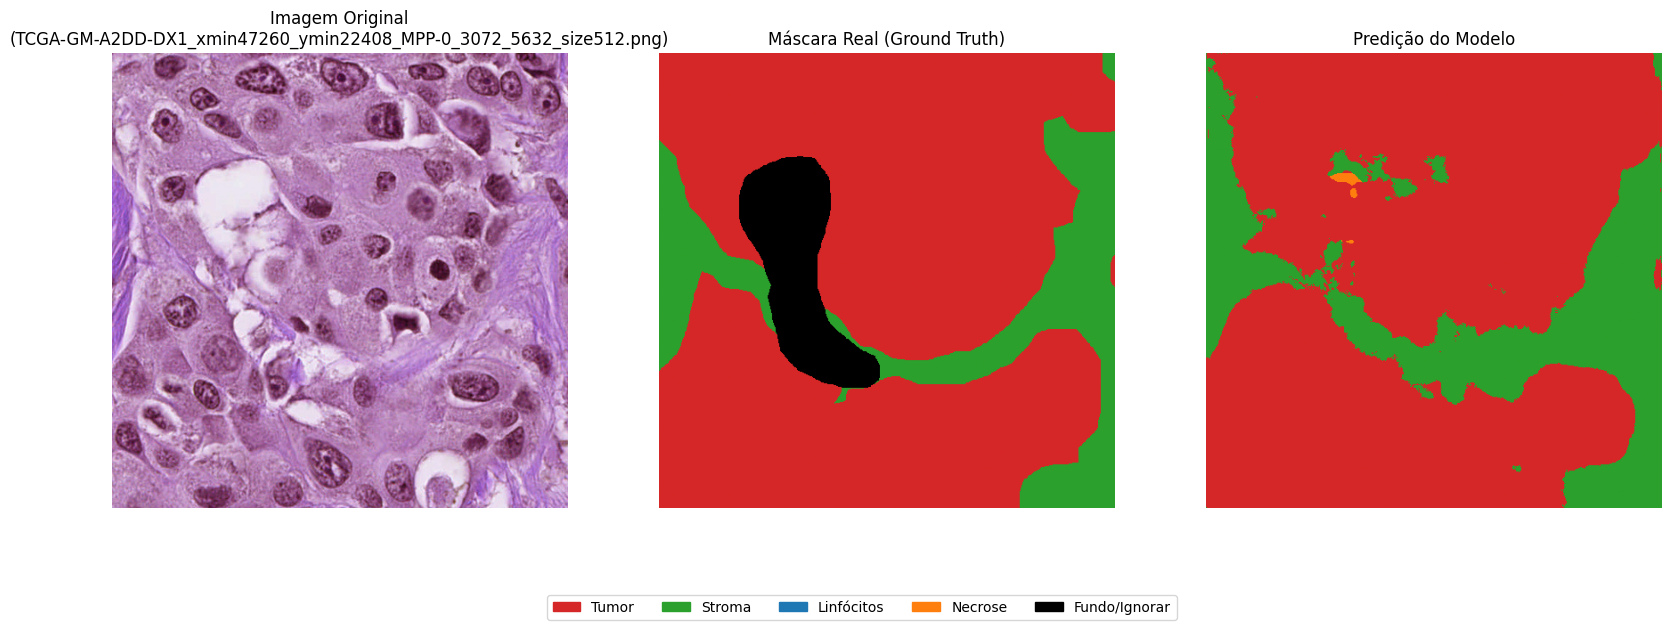 Imagem Original
(TCGA-GM-A2DD-DX1_xmin47260_ymin22408_MPP-0_3072_5632_size512.png)
Máscara Real (Ground Truth)
Predição do Modelo
Tumor
Stroma
Linfócitos
Necrose
Fundo/Ignorar